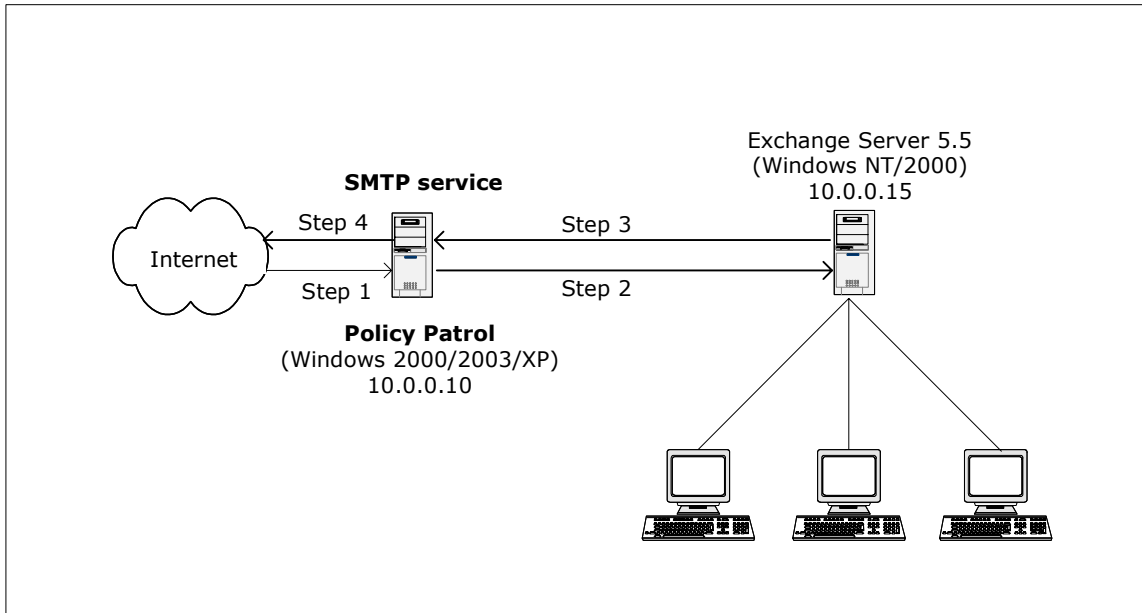 Exchange Server 5.5
(Windows NT/2000)
10.0.0.15
SMTP service
Step 4
Step 3
Internet
Step 1
Step 2
Policy Patrol
(Windows 2000/2003/XP)
10.0.0.10